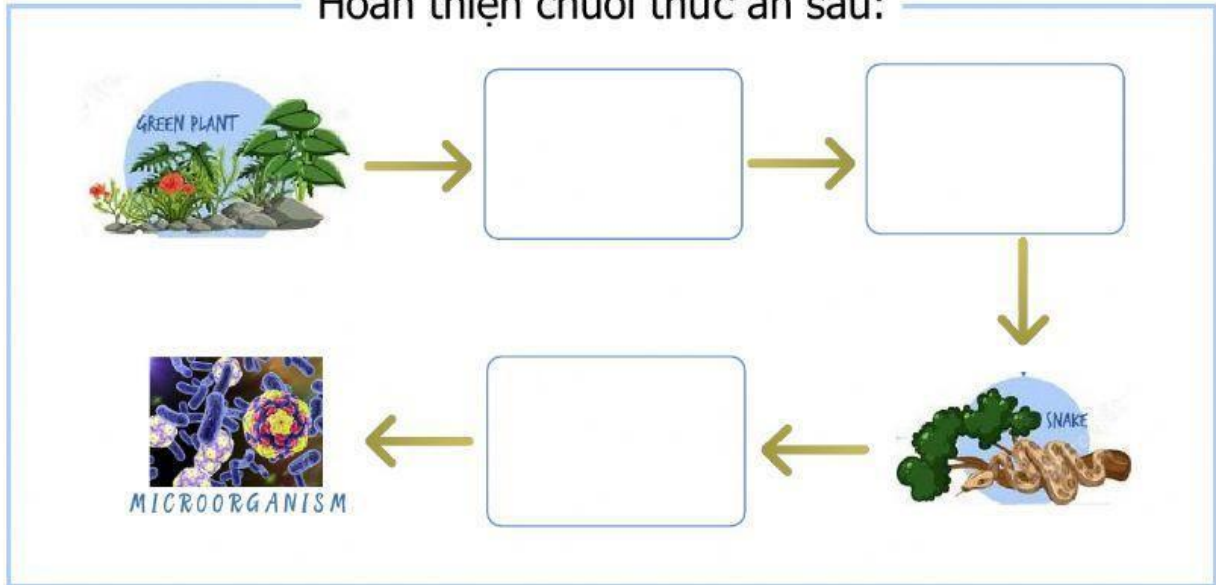 Hoàn thiện chuỗi thức ăn sau:
GREEN PLANT
SNAKE
MICROORGANISM